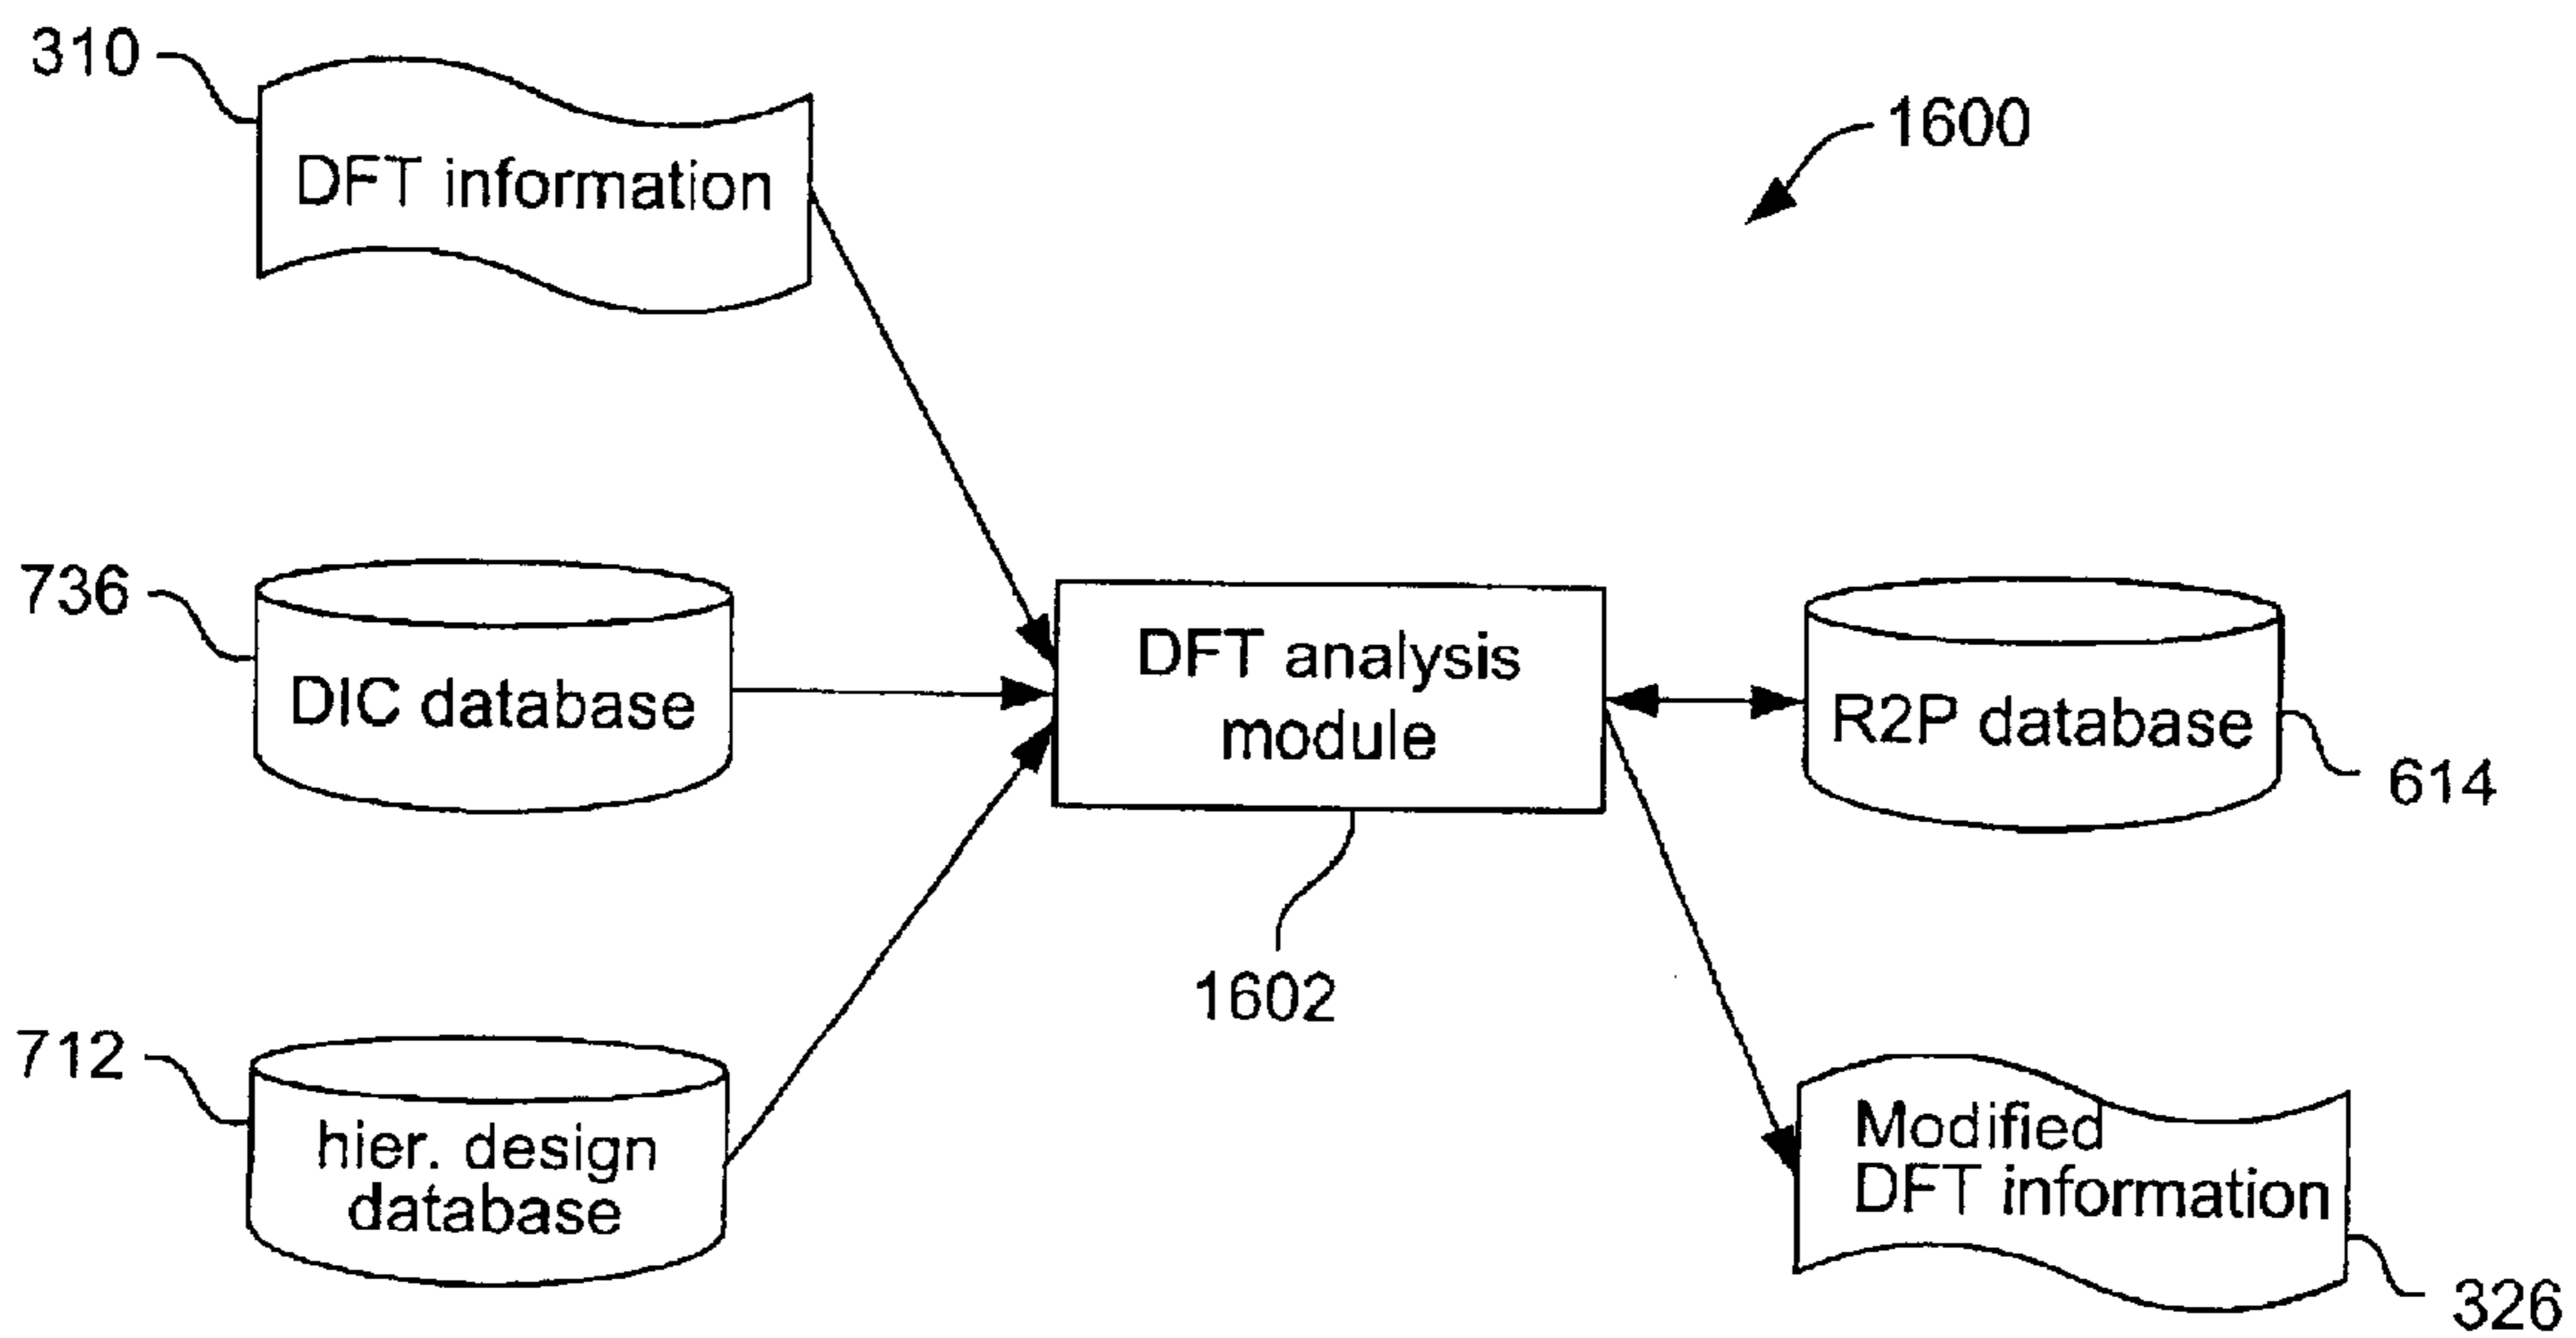 310
DFT information
1600
736
DIC database
DFT analysis
module
R2P database
614
1602
712
hier. design
database
Modified
DFT information
326